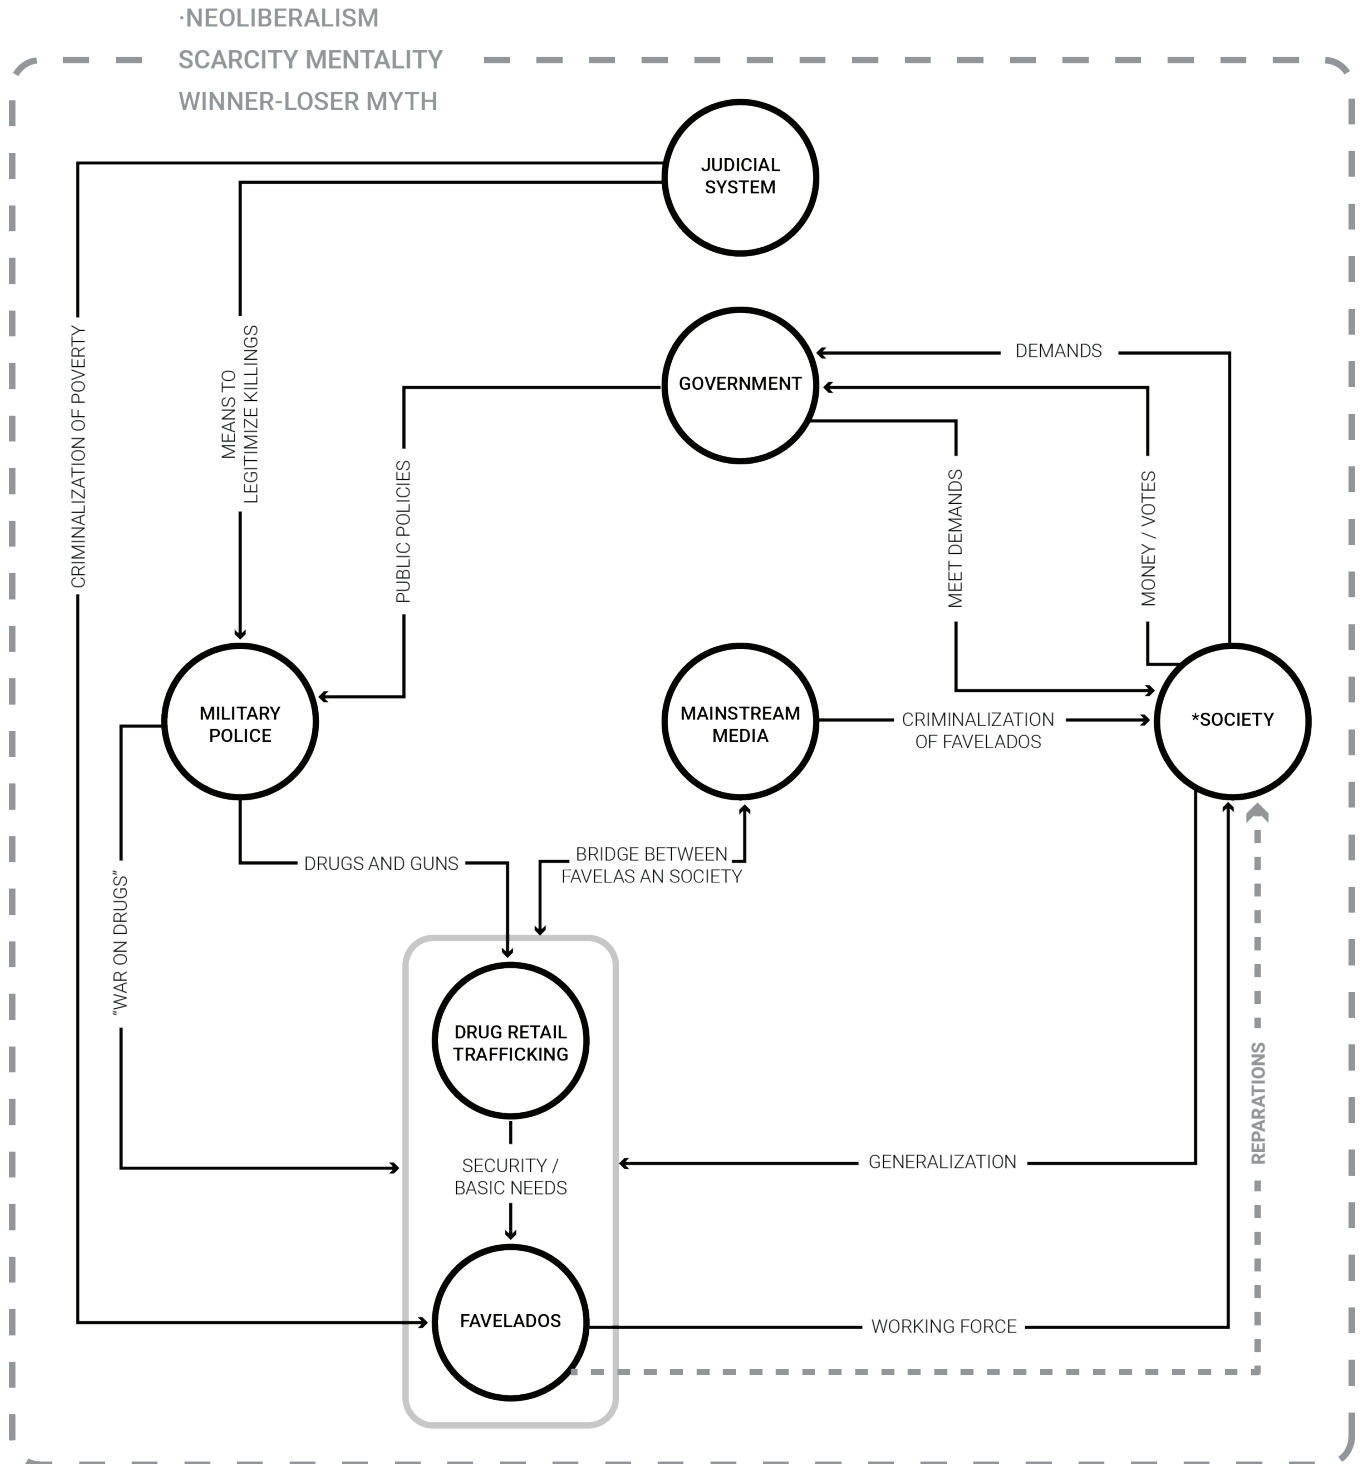 ·NEOLIBERALISM
SCARCITY MENTALITY
WINNER-LOSER MYTH
JUDICIAL
SYSTEM
CRIMINALIZATION OF POVERTY
MEANS TO
LEGITIMIZE KILLINGS
GOVERNMENT
DEMANDS
PUBLIC POLICIES
MEET DEMANDS
MONEY / VOTES
MILITARY
POLICE
MAINSTREAM
MEDIA
CRIMINALIZATION
OF FAVELADOS
*SOCIETY
DRUGS AND GUNS
BRIDGE BETWEEN
FAVELAS AN SOCIETY
“WAR ON DRUGS”
DRUG RETAIL
TRAFFICKING
SECURITY /
BASIC NEEDS
GENERALIZATION
REPARATIONS
FAVELADOS
WORKING FORCE